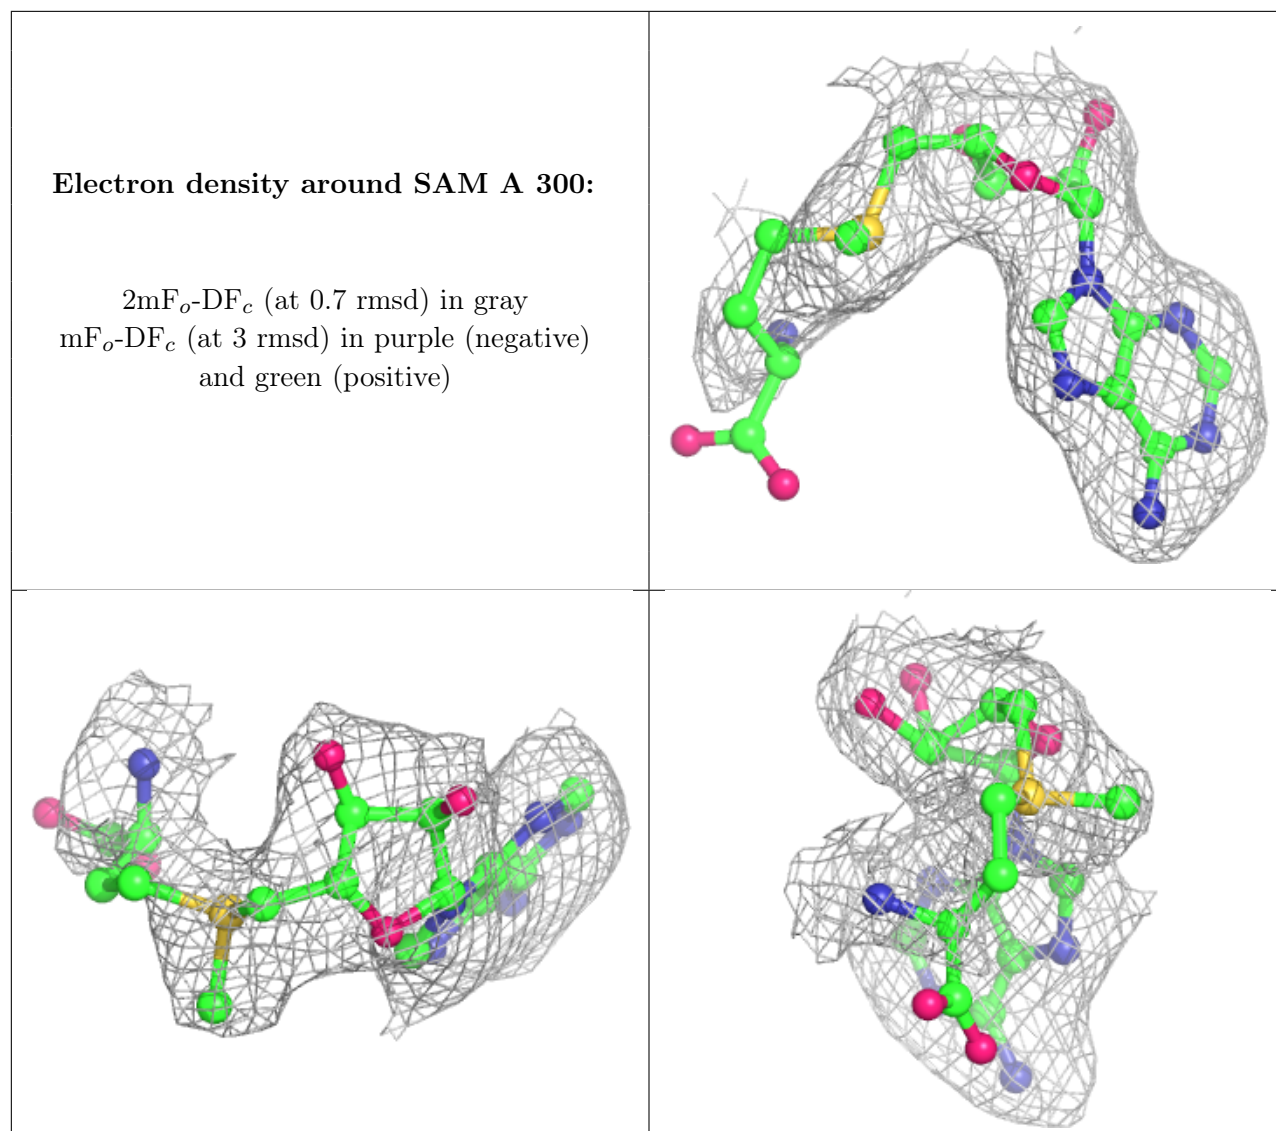 Electron density around SAM A 300:
2mFo-DFc (at 0.7 rmsd) in gray
mFo-DFc (at 3 rmsd) in purple (negative)
and green (positive)